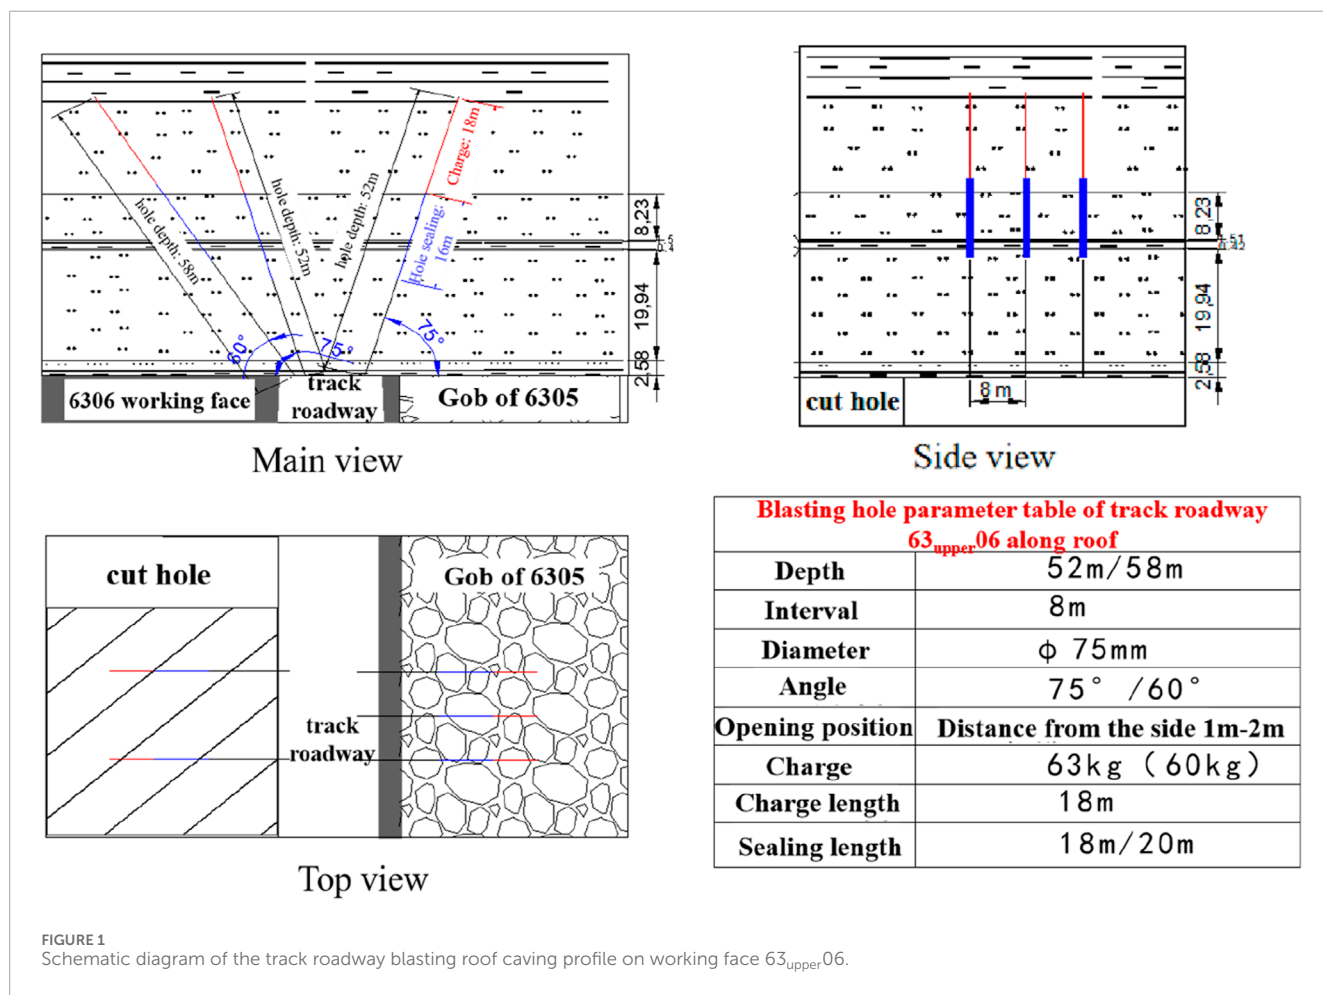 hole depth: 58m
hole depth: 52m
hole depth: 52m
Charge: 18m
Hole sealing:
16m
60°
75°
75°
8,23
19,94
2,58
6306 working face
track
roadway
Gob of 6305
Main view
8,23
19,94
2,58
cut hole
8 m
Side view
cut hole
Gob of 6305
track
roadway
Top view
Blasting hole parameter table of track roadway
63upper06 along roof
Depth 52m/58m
Interval 8m
Diameter ϕ 75mm
Angle 75° /60°
Opening position Distance from the side 1m-2m
Charge 63kg (60kg)
Charge length 18m
Sealing length 18m/20m
FIGURE 1
Schematic diagram of the track roadway blasting roof caving profile on working face 63upper06.